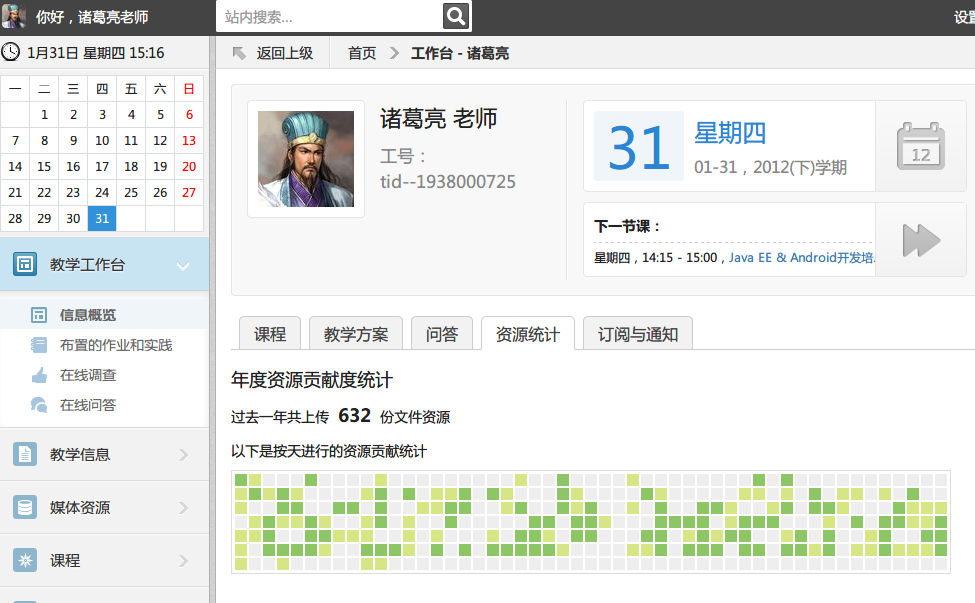 你好，诸葛亮老师
站内搜索...
设置
1月31日 星期四 15:16
返回上级
首页
工作台 - 诸葛亮
一 二 三 四 五 六 日
1 2 3 4 5 6
7 8 9 10 11 12 13
14 15 16 17 18 19 20
21 22 23 24 25 26 27
28 29 30 31
教学工作台
信息概览
布置的作业和实践
在线调查
在线问答
教学信息
媒体资源
课程
诸葛亮 老师
工号：
tid--1938000725
31
星期四
01-31，2012(下)学期
12
下一节课：
星期四，14:15 - 15:00，Java EE & Android开发培
课程
教学方案
问答
资源统计
订阅与通知
年度资源贡献度统计
过去一年共上传 632 份文件资源
以下是按天进行的资源贡献统计